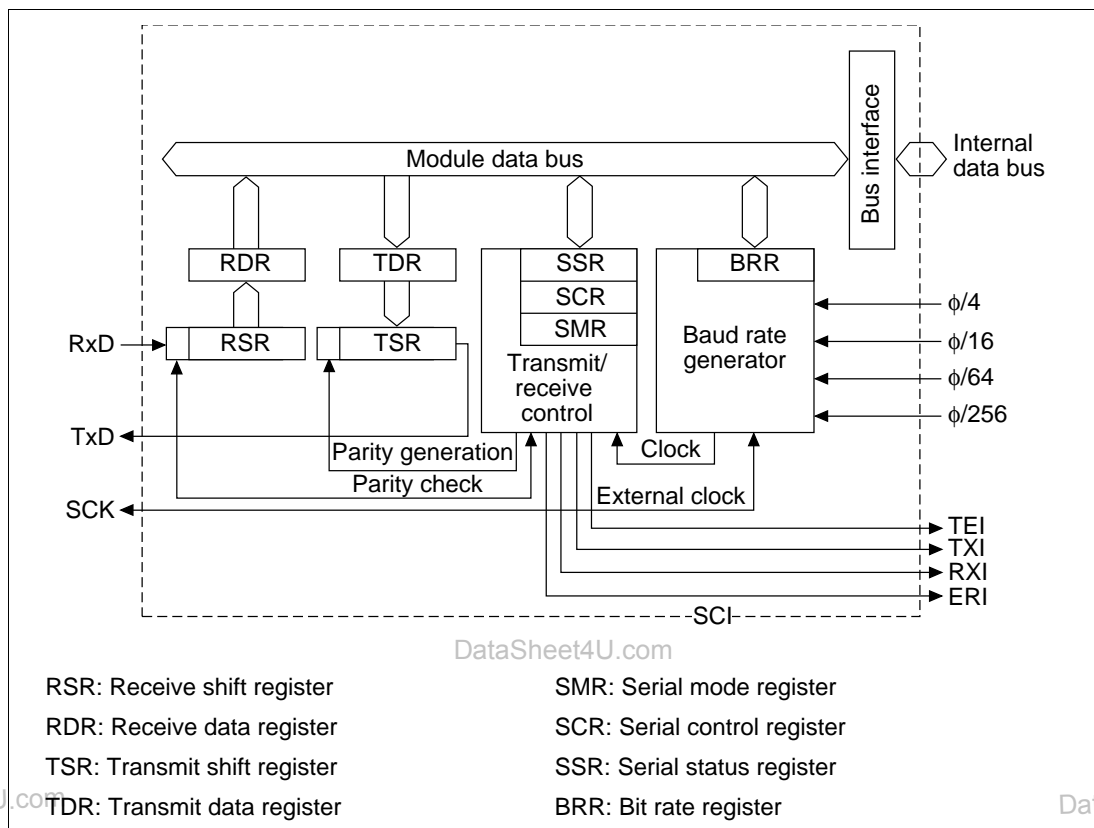 Bus interface
Internal
data bus
Module data bus
RDR
TDR
SSR
BRR
SCR
SMR
RSR
TSR
RxD
Transmit/
receive
control
Baud rate
generator
ϕ/4
ϕ/16
ϕ/64
ϕ/256
TxD
Parity generation
Clock
Parity check
External clock
SCK
TEI
TXI
RXI
ERI
SCI
DataSheet4U.com
RSR: Receive shift register
RDR: Receive data register
TSR: Transmit shift register
TDR: Transmit data register
SMR: Serial mode register
SCR: Serial control register
SSR: Serial status register
BRR: Bit rate register
U.com
Dat